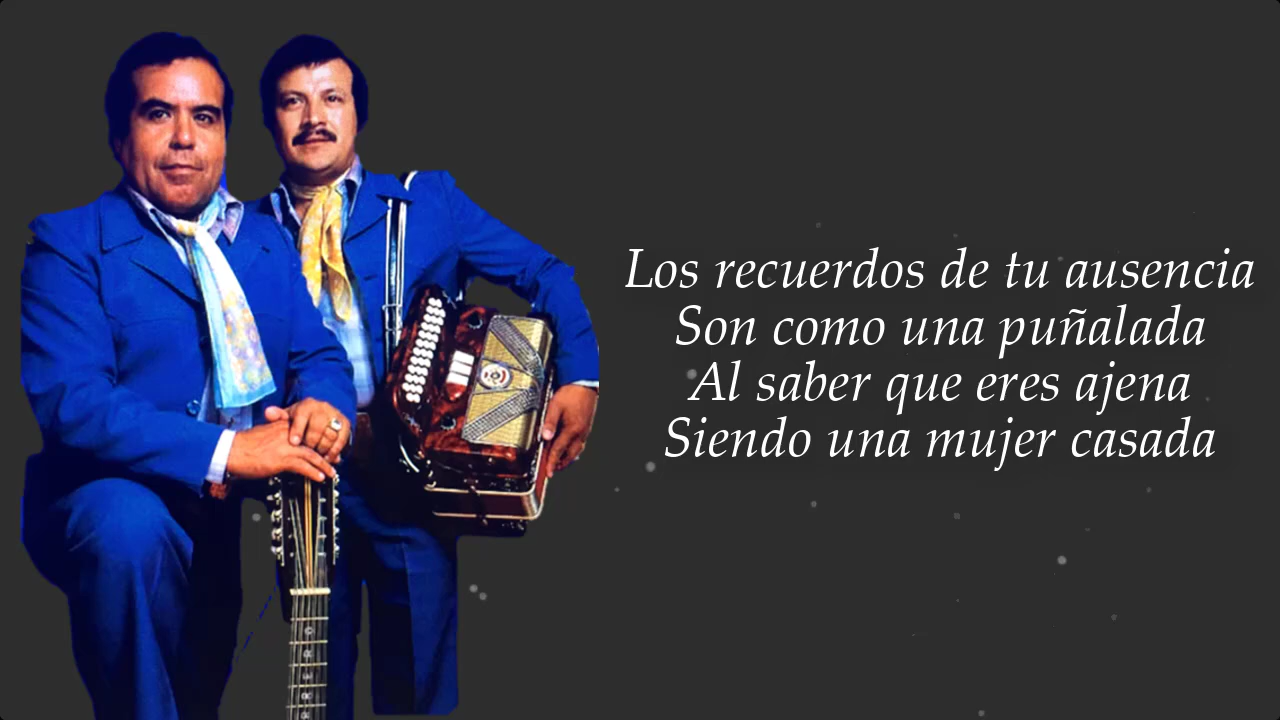 Los recuerdos de tu ausencia
Son como una puñalada
Al saber que eres ajena
Siendo una mujer casada